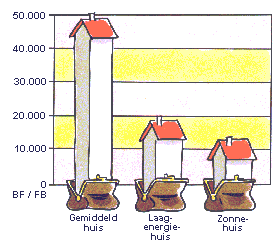 50.000
40.000
30.000
20.000
10.000
0
BF / FB
Gemiddeld
huis
Laag-
energie-
huis
Zonne-
huis